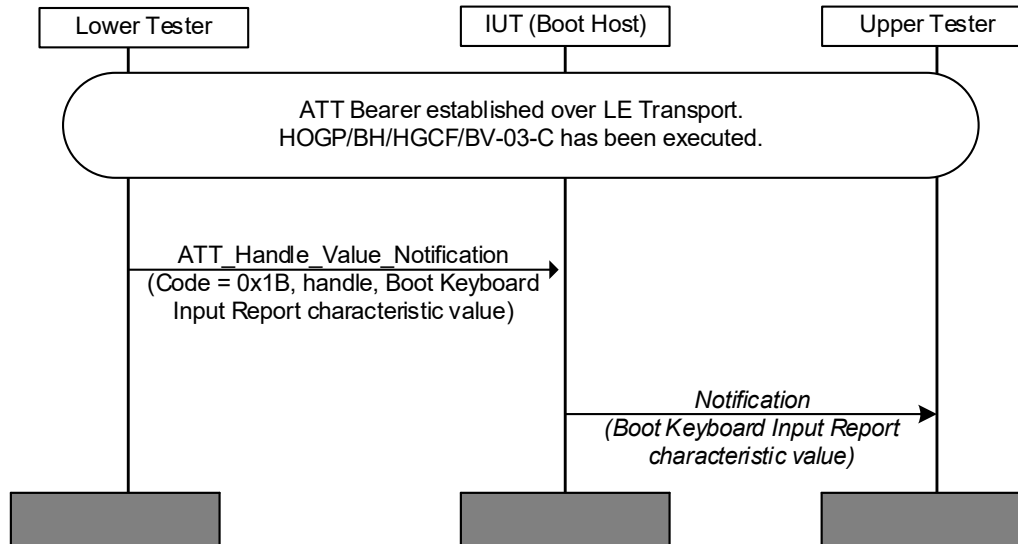 Lower Tester
IUT (Boot Host)
Upper Tester
ATT Bearer established over LE Transport.
HOGP/BH/HGCF/BV-03-C has been executed.
ATT_Handle_Value_Notification
(Code = 0x1B, handle, Boot Keyboard
Input Report characteristic value)
Notification
(Boot Keyboard Input Report
characteristic value)